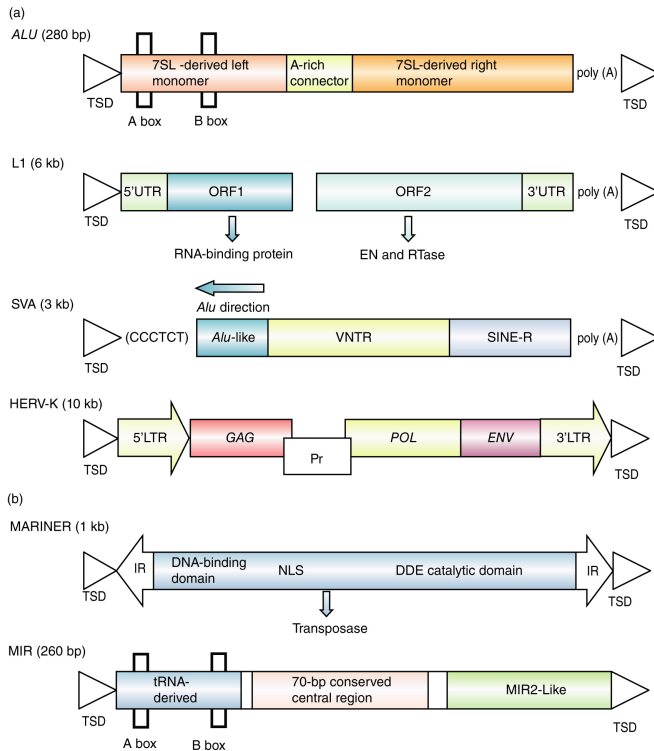 (a)
ALU (280 bp)
7SL -derived left
monomer
A-rich
connector
7SL-derived right
monomer
poly (A)
TSD
TSD
A box
B box
L1 (6 kb)
5'UTR
ORF1
ORF2
3'UTR
poly (A)
TSD
TSD
RNA-binding protein
EN and RTase
SVA (3 kb)
Alu direction
(CCCTCT)
Alu-like
VNTR
SINE-R
poly (A)
TSD
TSD
HERV-K (10 kb)
5'LTR
GAG
Pr
POL
ENV
3'LTR
TSD
TSD
(b)
MARINER (1 kb)
IR
DNA-binding
domain
NLS
DDE catalytic domain
IR
TSD
TSD
Transposase
MIR (260 bp)
tRNA-
derived
70-bp conserved
central region
MIR2-Like
TSD
TSD
A box
B box